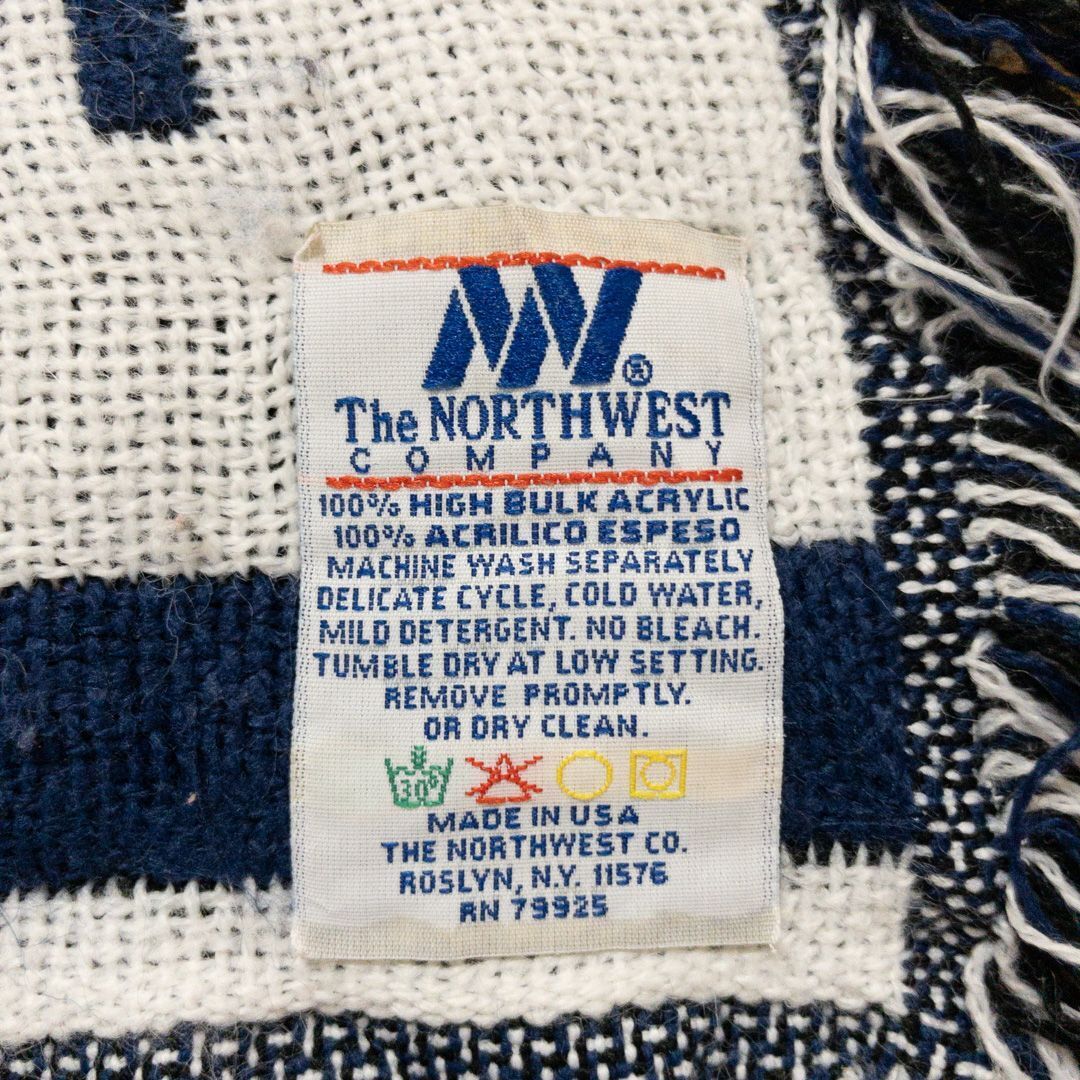 The NORTHWEST®
COMPANY
100% HIGH BULK ACRYLIC
100% ACRILICO ESPESO
MACHINE WASH SEPARATELY
DELICATE CYCLE, COLD WATER,
MILD DETERGENT. NO BLEACH.
TUMBLE DRY AT LOW SETTING.
REMOVE PROMPTLY.
OR DRY CLEAN.
30°
MADE IN USA
THE NORTHWEST CO.
ROSLYN, N.Y. 11576
RN 79925